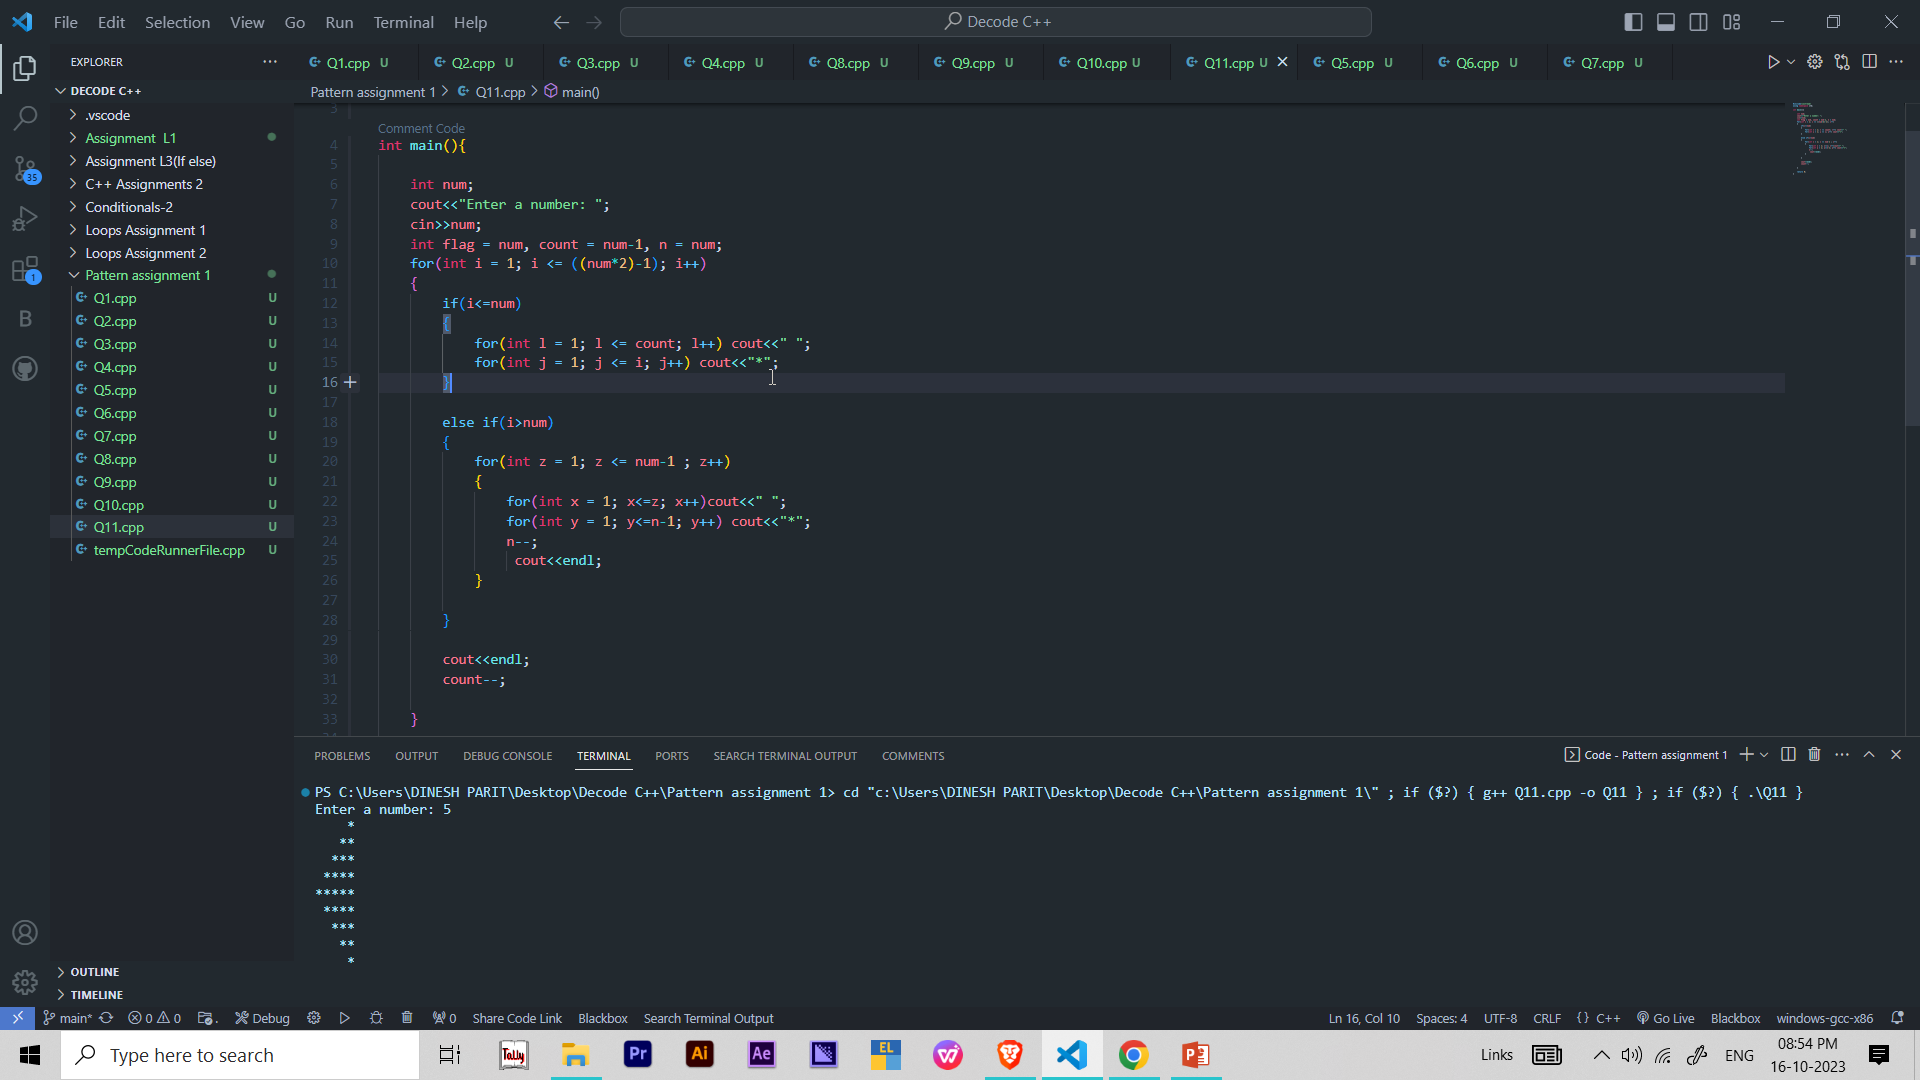 File Edit Selection View Go Run Terminal Help
Decode C++
EXPLORER
DECODE C++
.vscode
Assignment L1
Assignment L3(If else)
C++ Assignments 2
Conditionals-2
Loops Assignment 1
Loops Assignment 2
Pattern assignment 1
Q1.cpp U
Q2.cpp U
Q3.cpp U
Q4.cpp U
Q5.cpp U
Q6.cpp U
Q7.cpp U
Q8.cpp U
Q9.cpp U
Q10.cpp U
Q11.cpp U
tempCodeRunnerFile.cpp U
OUTLINE
TIMELINE
35
1
B
Q1.cpp U Q2.cpp U Q3.cpp U Q4.cpp U Q8.cpp U Q9.cpp U Q10.cpp U Q11.cpp U Q5.cpp U Q6.cpp U Q7.cpp U
Pattern assignment 1 > Q11.cpp > main()
3
Comment Code
4 int main(){
5
6 int num;
7 cout<<"Enter a number: ";
8 cin>>num;
9 int flag = num, count = num-1, n = num;
10 for(int i = 1; i <= ((num*2)-1); i++)
11 {
12 if(i<=num)
13 {
14 for(int l = 1; l <= count; l++) cout<<" ";
15 for(int j = 1; j <= i; j++) cout<<"*";
16 }
17
18 else if(i>num)
19 {
20 for(int z = 1; z <= num-1 ; z++)
21 {
22 for(int x = 1; x<=z; x++)cout<<" ";
23 for(int y = 1; y<=n-1; y++) cout<<"*";
24 n--;
25 cout<<endl;
26 }
27
28 }
29
30 cout<<endl;
31 count--;
32
33 }
PROBLEMS OUTPUT DEBUG CONSOLE TERMINAL PORTS SEARCH TERMINAL OUTPUT COMMENTS
Code - Pattern assignment 1
PS C:\Users\DINESH PARIT\Desktop\Decode C++\Pattern assignment 1> cd "c:\Users\DINESH PARIT\Desktop\Decode C++\Pattern assignment 1\" ; if ($?) { g++ Q11.cpp -o Q11 } ; if ($?) { .\Q11 }
Enter a number: 5
*
**
***
****
*****
****
***
**
*
main* 0 0 Debug 0 Share Code Link Blackbox Search Terminal Output
Ln 16, Col 10 Spaces: 4 UTF-8 CRLF {} C++ Go Live Blackbox windows-gcc-x86
Type here to search
Tally Pr Ai Ae EL
Links ENG
08:54 PM
16-10-2023